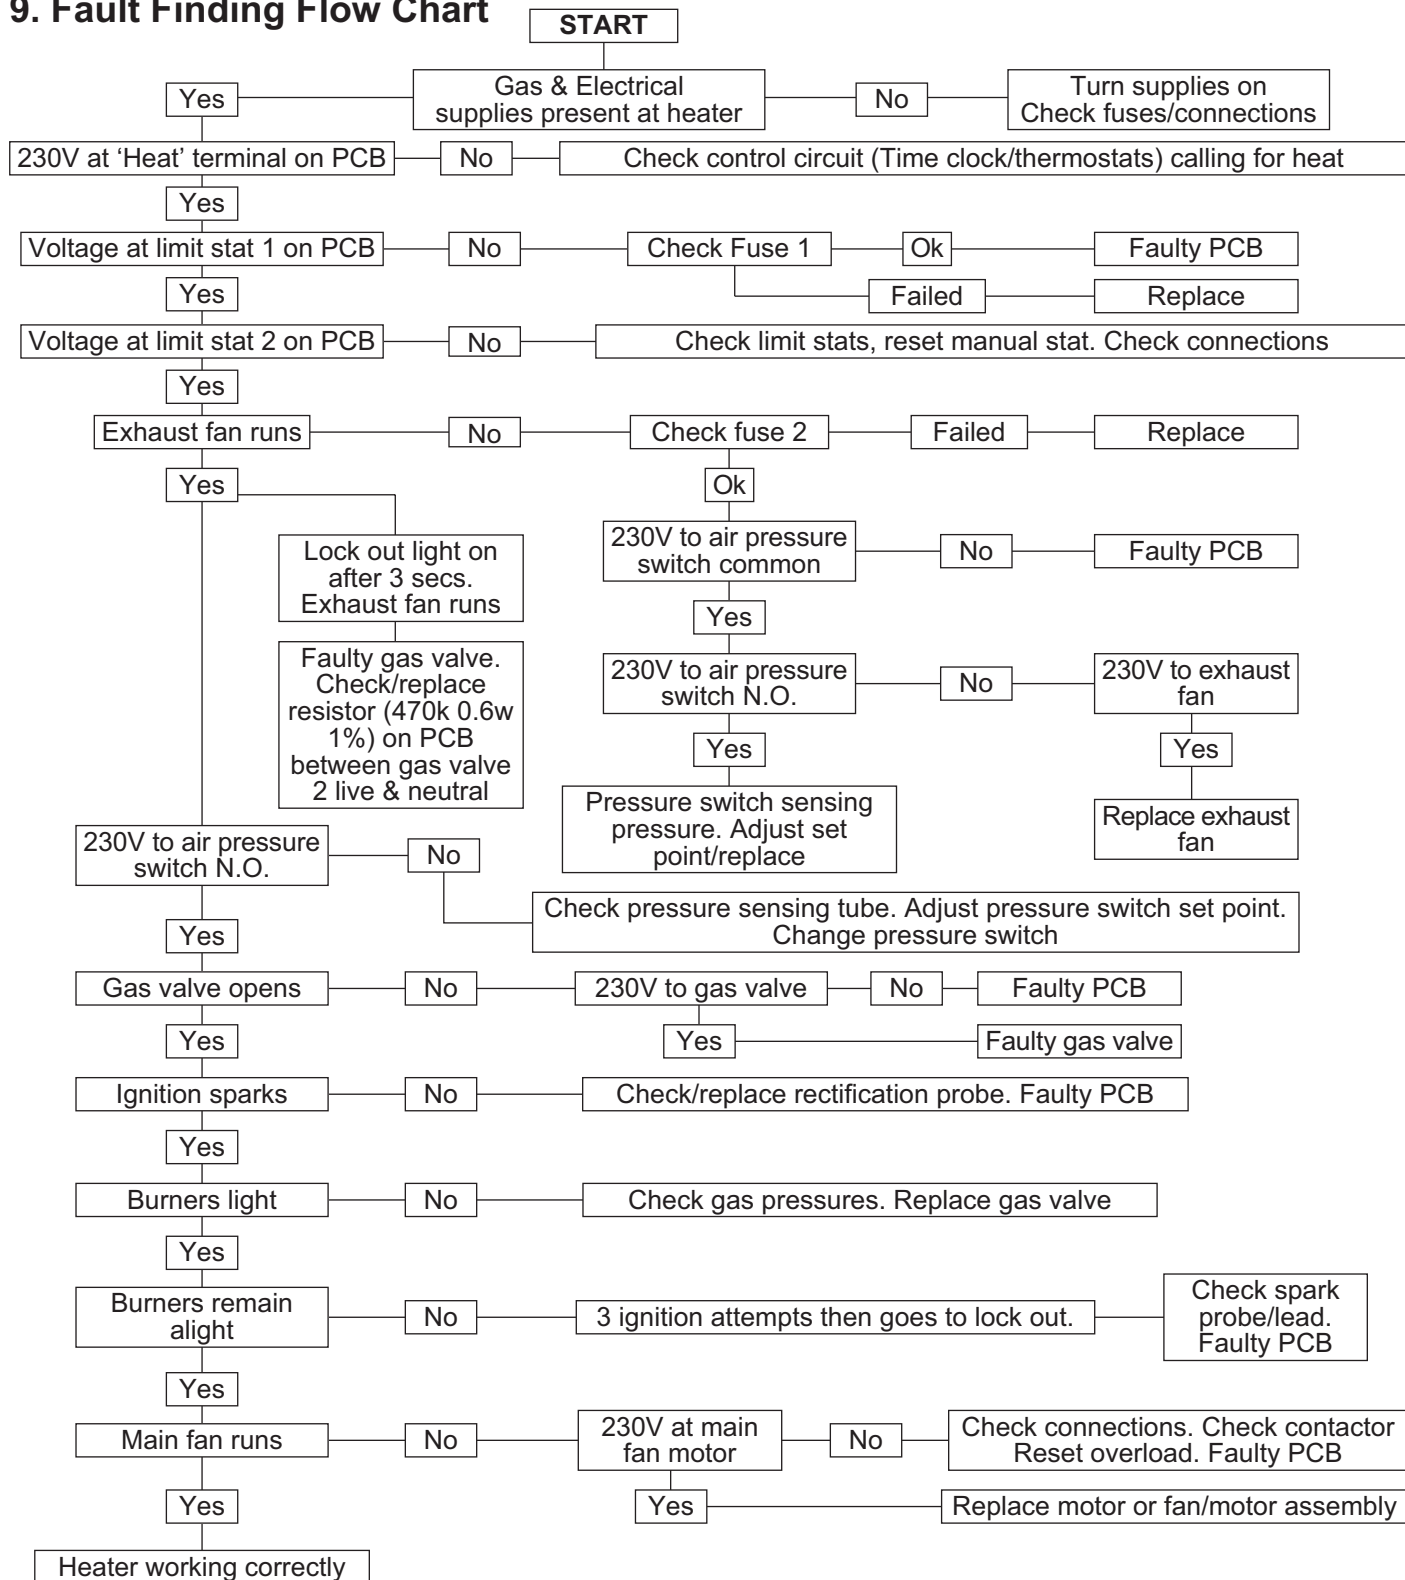 9. Fault Finding Flow Chart
START
Gas & Electrical
supplies present at heater
Yes
No
Turn supplies on
Check fuses/connections
230V at ‘Heat’ terminal on PCB
No
Check control circuit (Time clock/thermostats) calling for heat
Yes
Voltage at limit stat 1 on PCB
No
Check Fuse 1
Ok
Faulty PCB
Yes
Failed
Replace
Voltage at limit stat 2 on PCB
No
Check limit stats, reset manual stat. Check connections
Yes
Exhaust fan runs
No
Check fuse 2
Failed
Replace
Yes
Ok
Lock out light on
after 3 secs.
Exhaust fan runs
230V to air pressure
switch common
No
Faulty PCB
Yes
Faulty gas valve.
Check/replace
resistor (470k 0.6w
1%) on PCB
between gas valve
2 live & neutral
230V to air pressure
switch N.O.
No
230V to exhaust
fan
Yes
Yes
Pressure switch sensing
pressure. Adjust set
point/replace
Replace exhaust
fan
230V to air pressure
switch N.O.
No
Check pressure sensing tube. Adjust pressure switch set point.
Change pressure switch
Yes
Gas valve opens
No
230V to gas valve
No
Faulty PCB
Yes
Yes
Faulty gas valve
Ignition sparks
No
Check/replace rectification probe. Faulty PCB
Yes
Burners light
No
Check gas pressures. Replace gas valve
Yes
Burners remain
alight
No
3 ignition attempts then goes to lock out.
Check spark
probe/lead.
Faulty PCB
Yes
Main fan runs
No
230V at main
fan motor
No
Check connections. Check contactor
Reset overload. Faulty PCB
Yes
Yes
Replace motor or fan/motor assembly
Heater working correctly